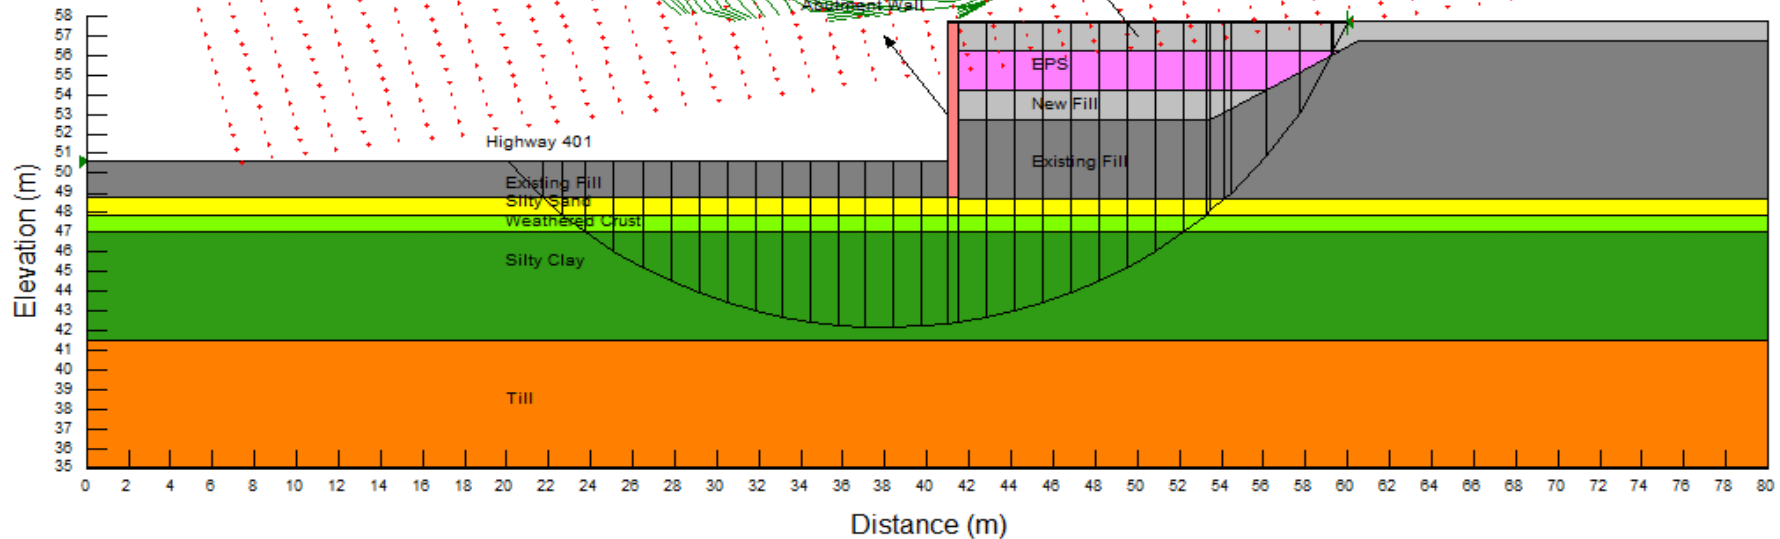 Abutment Wall
58
57
56
55
54
53
52
51
50
49
48
47
46
45
44
43
42
41
40
39
38
37
36
35
Elevation (m)
EPS
New Fill
Highway 401
Existing Fill
Existing Fill
Silty Sand
Weathered Crust
Silty Clay
Till
0 2 4 6 8 10 12 14 16 18 20 22 24 26 28 30 32 34 36 38 40 42 44 46 48 50 52 54 56 58 60 62 64 66 68 70 72 74 76 78 80
Distance (m)